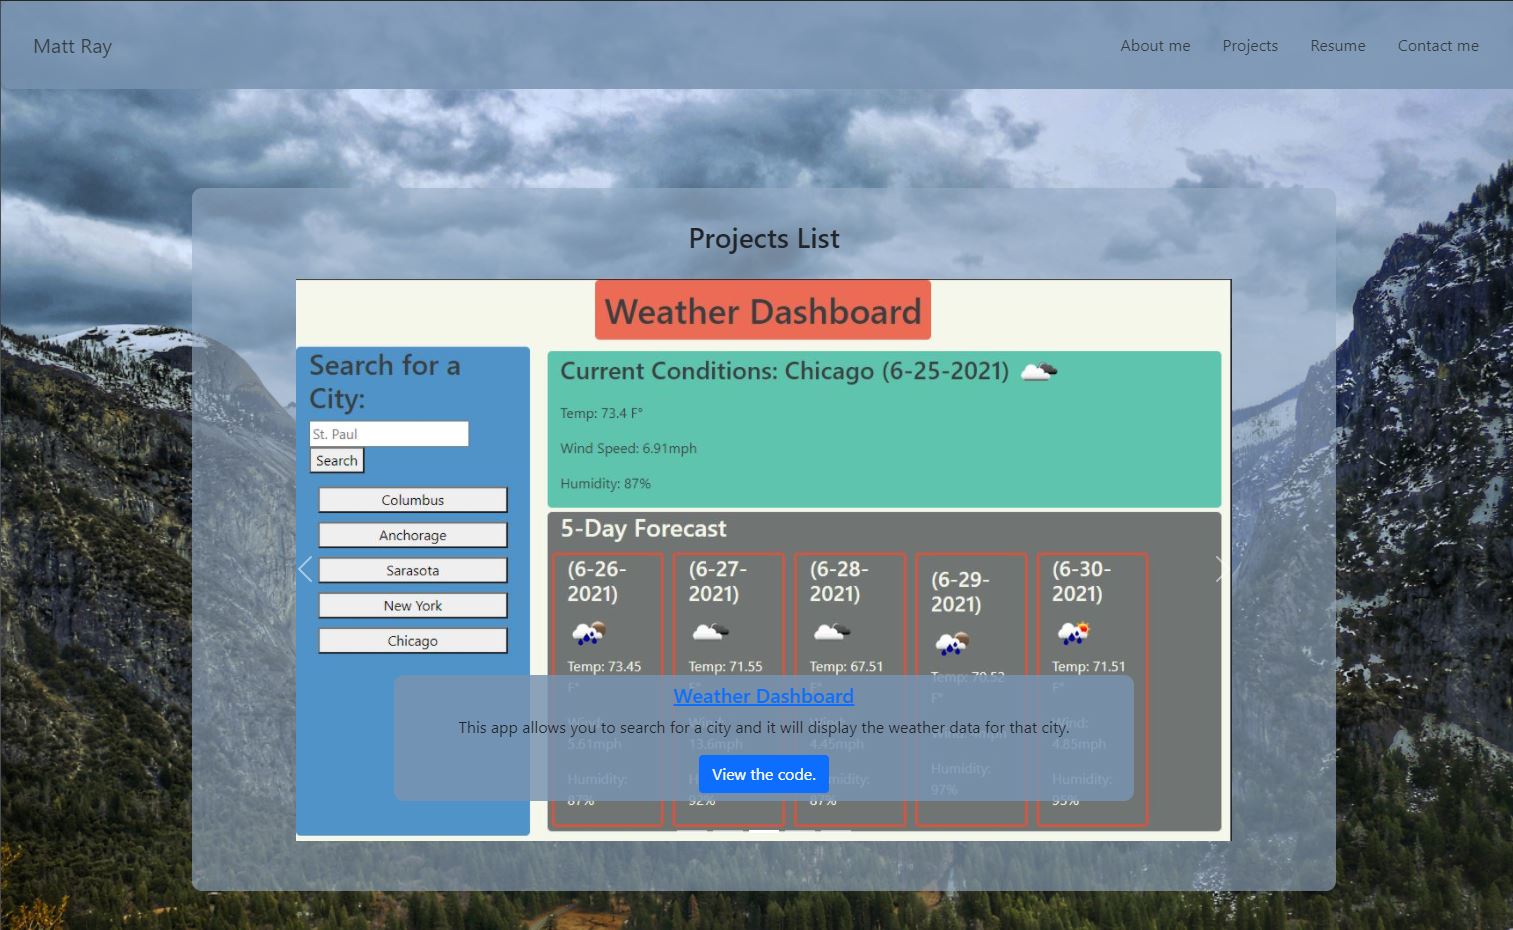 Matt Ray
About me Projects Resume Contact me
Projects List
Weather Dashboard
Search for a
City:
St. Paul
Search
Columbus
Anchorage
Sarasota
New York
Chicago
Current Conditions: Chicago (6-25-2021)
Temp: 73.4 F°
Wind Speed: 6.91mph
Humidity: 87%
5-Day Forecast
(6-26-
2021)
Temp: 73.45
F°
Wind:
5.61mph
Humidity:
87%
(6-27-
2021)
Temp: 71.55
F°
Wind:
13.6mph
92%
(6-28-
2021)
Temp: 67.51
F°
4.45mph
87%
(6-29-
2021)
Temp: 70.52
F°
Humidity:
97%
(6-30-
2021)
Temp: 71.51
F°
Wind:
4.85mph
Humidity:
95%
Weather Dashboard
This app allows you to search for a city and it will display the weather data for that city.
View the code.